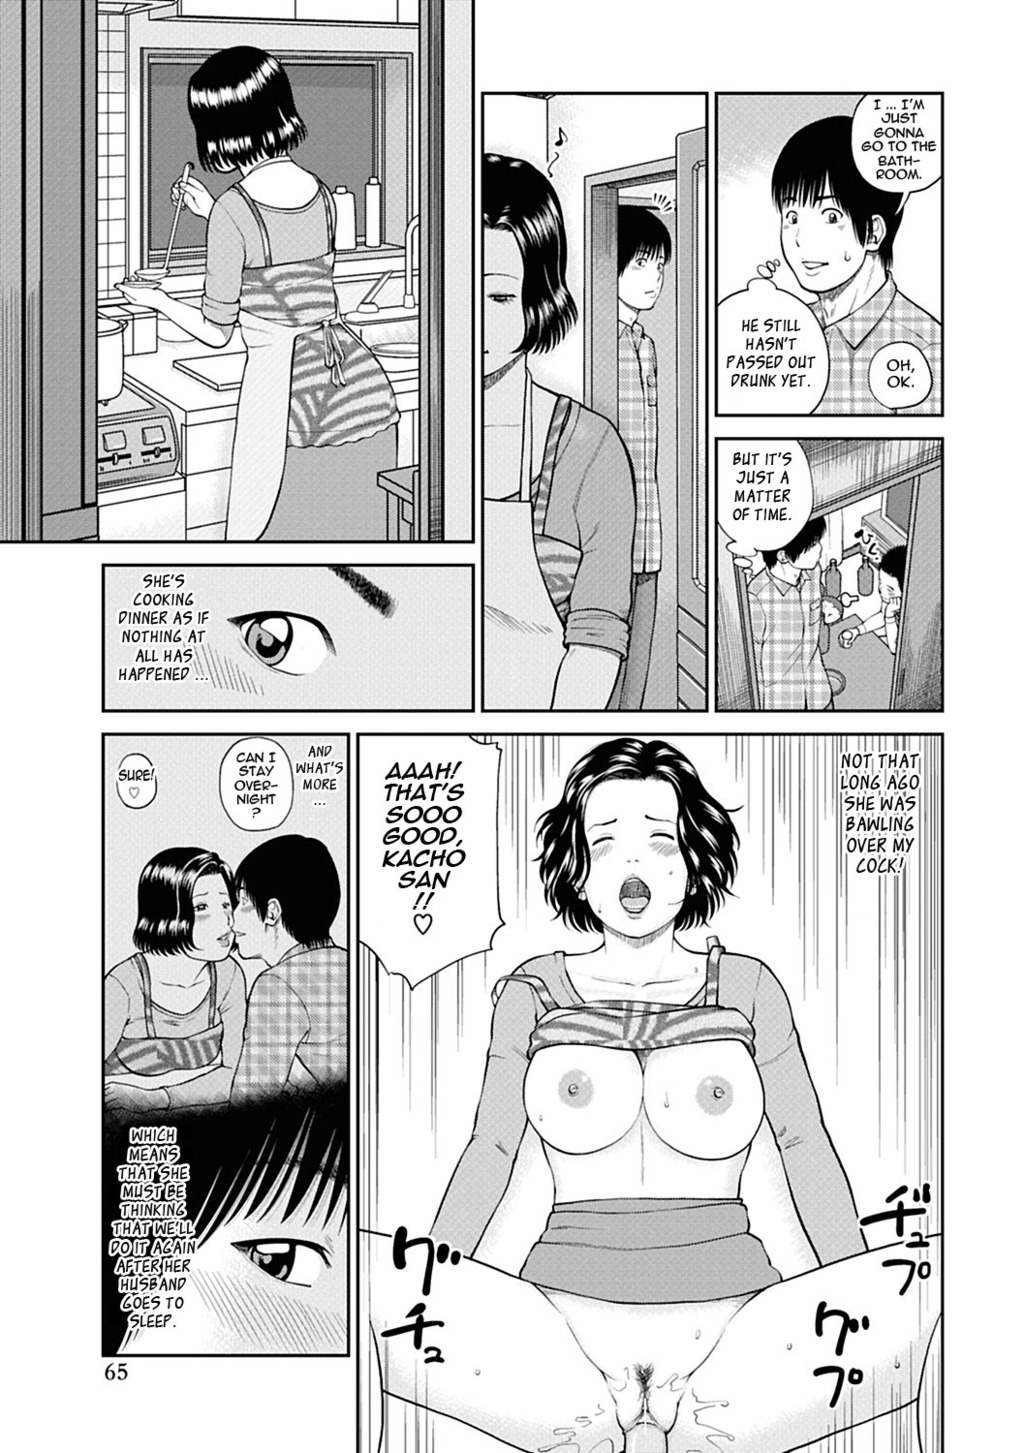 I ... I'M
JUST
GONNA
GO TO THE
BATH-
ROOM.
HE STILL
HASN'T
PASSED OUT
DRUNK YET.
OH,
OK.
BUT IT'S
JUST A
MATTER
OF TIME.
SHE'S
COOKING
DINNER AS IF
NOTHING AT
ALL HAS
HAPPENED ...
NOT THAT
LONG AGO
SHE WAS
BAWLING
OVER MY
COCK!
AAAH!
THAT'S
SOOO
GOOD,
KACHO
SAN
!!
♡
グチュ
グプ
ヂュプ
AND
WHAT'S
MORE
...
CAN I
STAY
OVER-
NIGHT
?
SURE!
♡
WHICH
MEANS
THAT SHE
MUST BE
THINKING
THAT WE'LL
DO IT AGAIN
AFTER HER
HUSBAND
GOES TO
SLEEP.
65